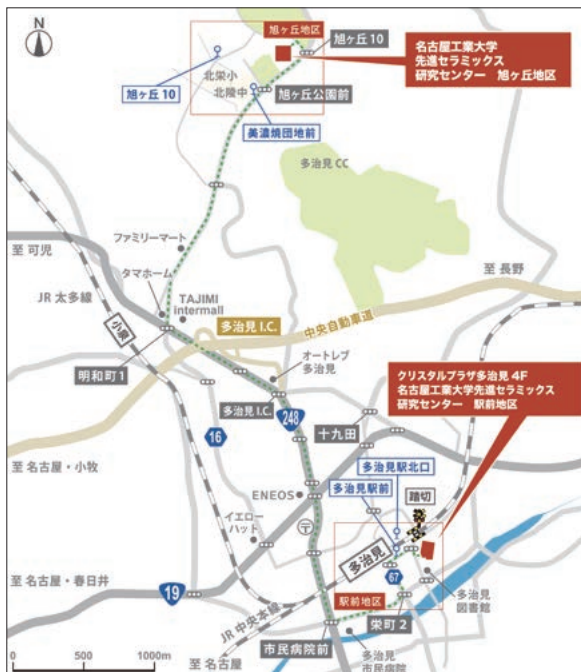 N
旭ヶ丘地区
旭ヶ丘 10
名古屋工業大学
先進セラミックス
研究センター 旭ヶ丘地区
北栄小
北陵中
旭ヶ丘 10
旭ヶ丘公園前
美濃焼団地前
多治見 CC
ファミリーマート
至 可児
タマホーム
至 長野
JR 太多線
TAJIMI
intermall
小泉
多治見 I.C.
中央自動車道
オートレブ
多治見
明和町 1
クリスタルプラザ多治見 4F
名古屋工業大学先進セラミックス
研究センター 駅前地区
多治見 I.C.
248
十九田
16
至 名古屋・小牧
多治見駅北口
ENEOS
多治見駅前
踏切
イエロー
ハット
多治見
至 名古屋・春日井
19
67
多治見
図書館
駅前地区
JR 中央本線
栄町 2
市民病院前
0 500 1000m
至 名古屋
多治見
市民病院